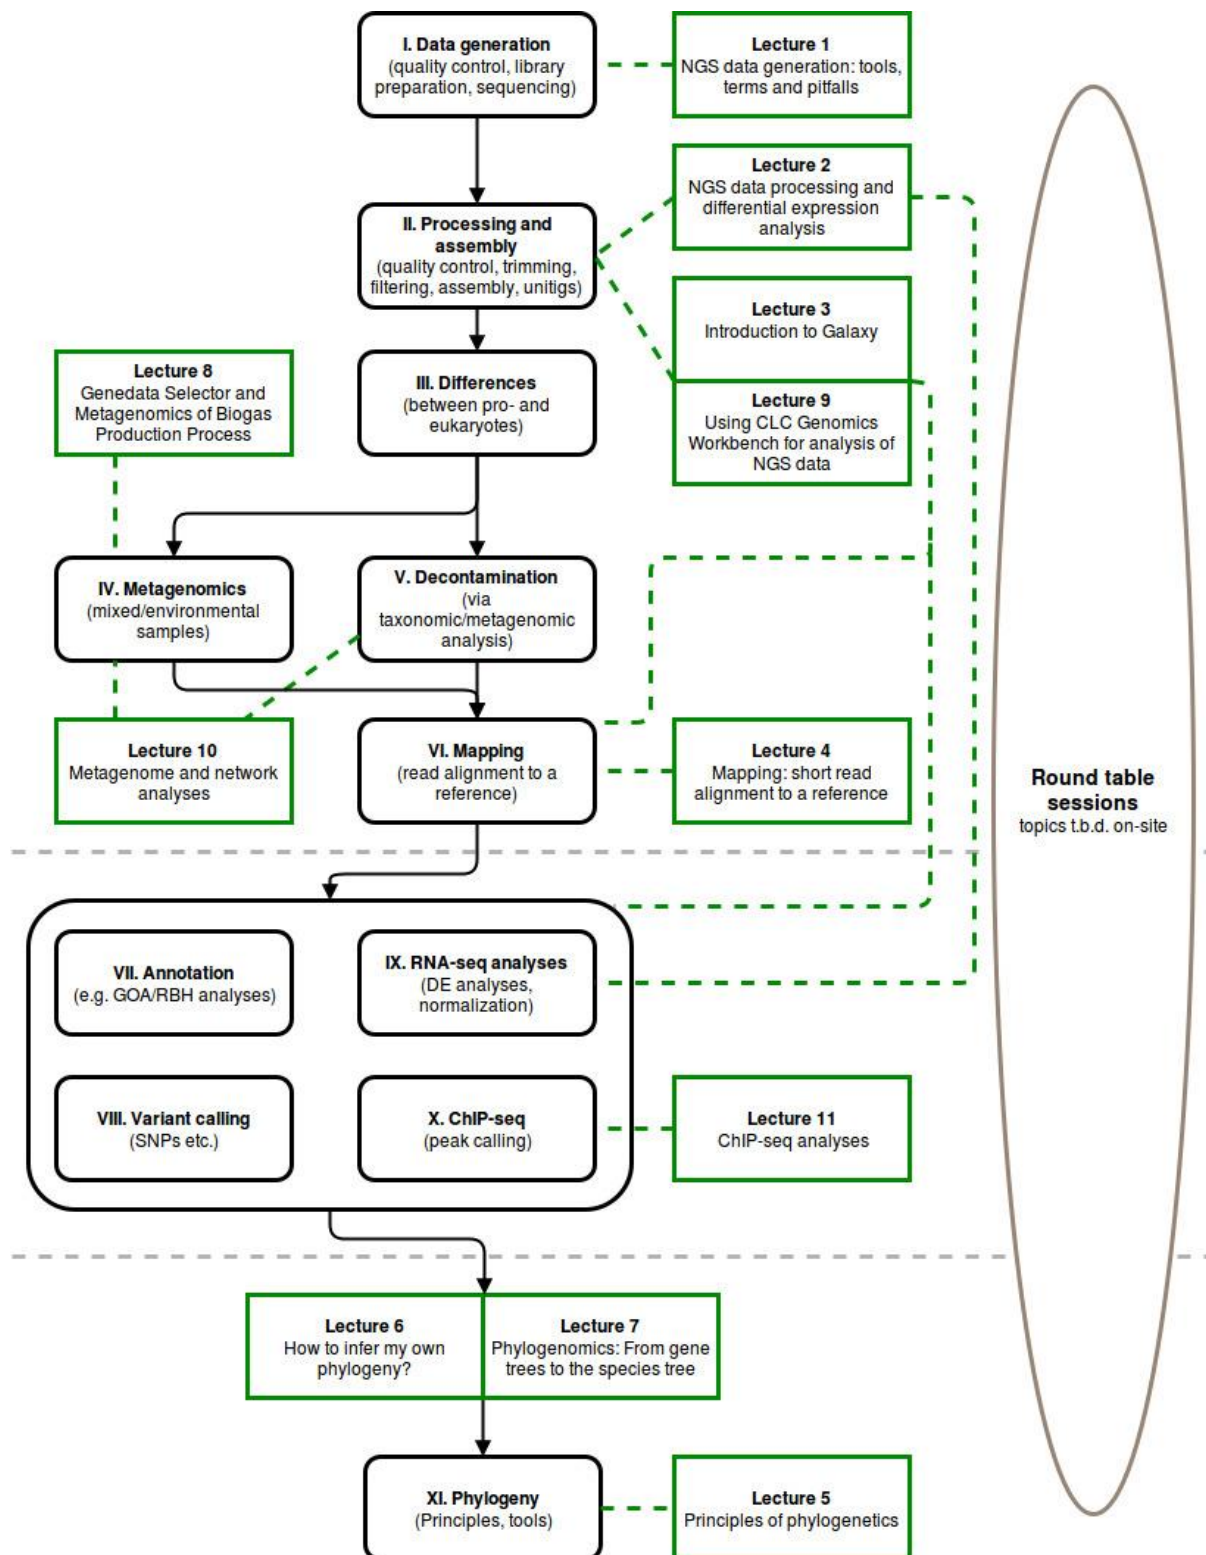 I. Data generation
(quality control, library
preparation, sequencing)
Lecture 1
NGS data generation: tools,
terms and pitfalls
Lecture 2
NGS data processing and
differential expression
analysis
II. Processing and
assembly
(quality control, trimming,
filtering, assembly, unitigs)
Lecture 3
Introduction to Galaxy
Lecture 8
Genedata Selector and
Metagenomics of Biogas
Production Process
III. Differences
(between pro- and
eukaryotes)
Lecture 9
Using CLC Genomics
Workbench for analysis of
NGS data
IV. Metagenomics
(mixed/environmental
samples)
V. Decontamination
(via
taxonomic/metagenomic
analysis)
Lecture 10
Metagenome and network
analyses
VI. Mapping
(read alignment to a
reference)
Lecture 4
Mapping: short read
alignment to a reference
Round table
sessions
topics t.b.d. on-site
VII. Annotation
(e.g. GOA/RBH analyses)
IX. RNA-seq analyses
(DE analyses,
normalization)
VIII. Variant calling
(SNPs etc.)
X. ChIP-seq
(peak calling)
Lecture 11
ChIP-seq analyses
Lecture 6
How to infer my own
phylogeny?
Lecture 7
Phylogenomics: From gene
trees to the species tree
XI. Phylogeny
(Principles, tools)
Lecture 5
Principles of phylogenetics